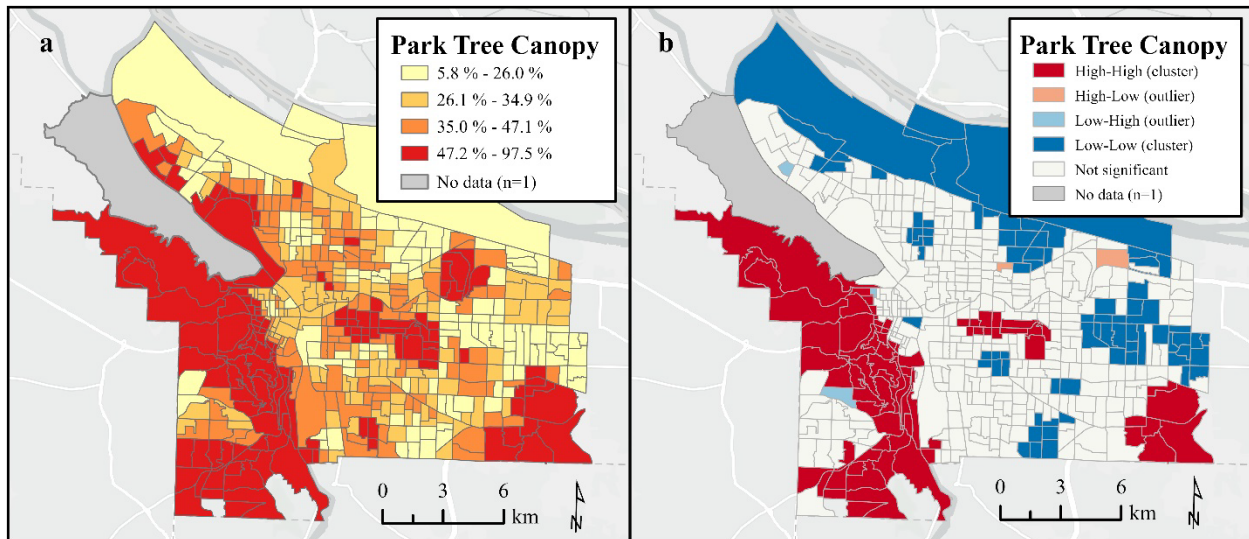 a
Park Tree Canopy
5.8 % - 26.0 %
26.1 % - 34.9 %
35.0 % - 47.1 %
47.2 % - 97.5 %
No data (n=1)
0 3 6
km
N
b
Park Tree Canopy
High-High (cluster)
High-Low (outlier)
Low-High (outlier)
Low-Low (cluster)
Not significant
No data (n=1)
0 3 6
km
N